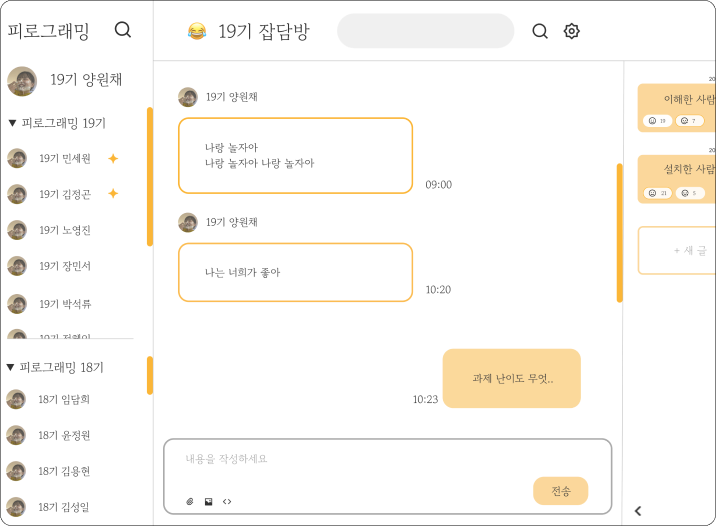 피로그래밍
19기 양원채
▼ 피로그래밍 19기
19기 민세원
19기 김정곤
19기 노영진
19기 장민서
19기 박석류
▼ 피로그래밍 18기
18기 임담희
18기 윤정원
18기 김용현
18기 김성일
19기 잡담방
19기 양원채
나랑 놀자아
나랑 놀자아 나랑 놀자아
09:00
19기 양원채
나는 너희가 좋아
10:20
과제 난이도 무엇..
10:23
내용을 작성하세요
전송
20
이해한 사람
19 7
20
설치한 사람
21 5
+ 새 글